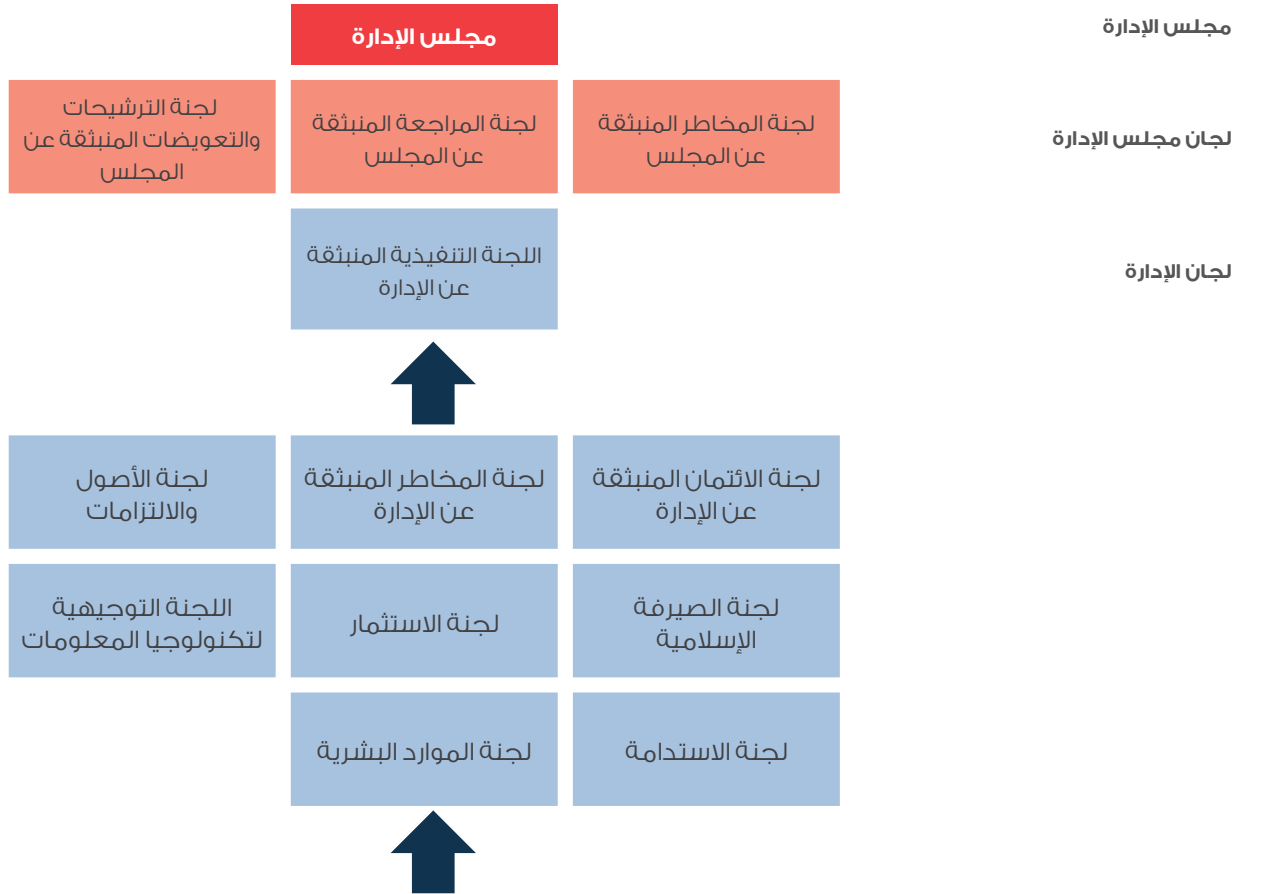 مجلس الإدارة
مجلس الإدارة
لجان مجلس الإدارة
لجنة المخاطر المنبثقة
عن المجلس
لجنة المراجعة المنبثقة
عن المجلس
لجنة الترشيحات
والتعويضات المنبثقة عن
المجلس
لجان الإدارة
اللجنة التنفيذية المنبثقة
عن الإدارة
لجنة الائتمان المنبثقة
عن الإدارة
لجنة المخاطر المنبثقة
عن الإدارة
لجنة الأصول
والالتزامات
لجنة الصيرفة
الإسلامية
لجنة الاستثمار
اللجنة التوجيهية
لتكنولوجيا المعلومات
لجنة الاستدامة
لجنة الموارد البشرية